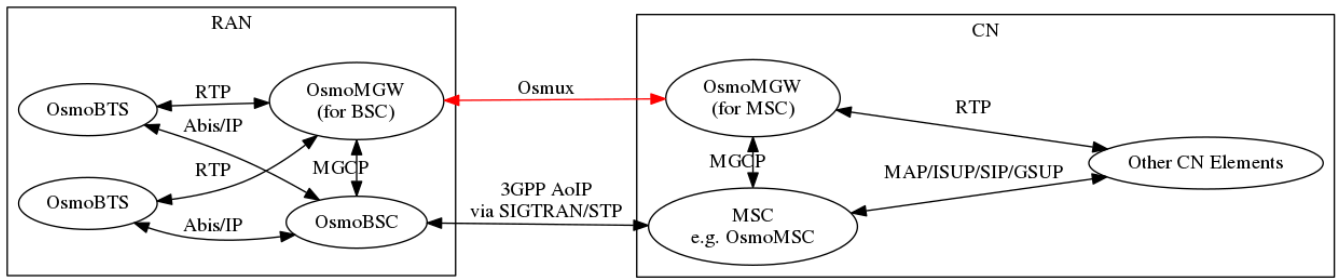 RAN
CN
OsmoBTS
RTP
OsmoMGW
(for BSC)
Osmux
OsmoMGW
(for MSC)
RTP
Abis/IP
RTP
MGCP
MGCP
Other CN Elements
MAP/ISUP/SIP/GSUP
OsmoBTS
Abis/IP
OsmoBSC
3GPP AoIP
via SIGTRAN/STP
MSC
e.g. OsmoMSC